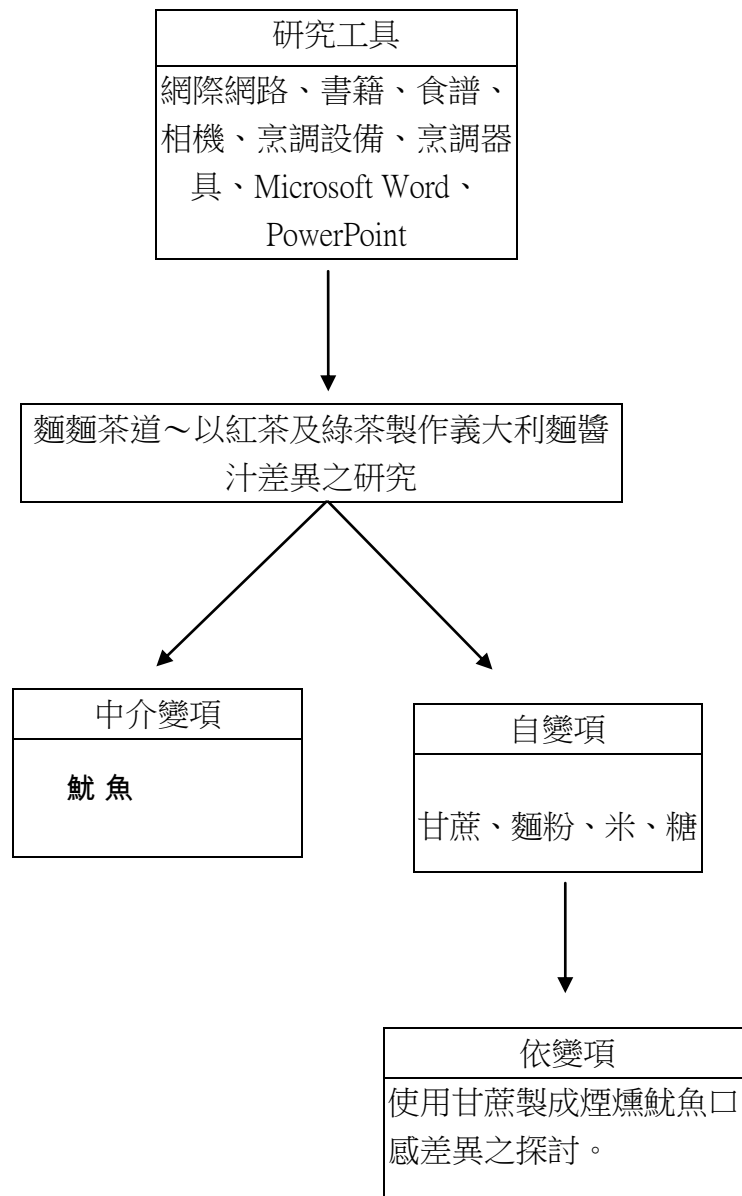 研究工具
網際網路、書籍、食譜、
相機、烹調設備、烹調器
具、Microsoft Word、
PowerPoint
麵麵茶道～以紅茶及綠茶製作義大利麵醬
汁差異之研究
中介變項
魷魚
自變項
甘蔗、麵粉、米、糖
依變項
使用甘蔗製成煙燻魷魚口
感差異之探討。